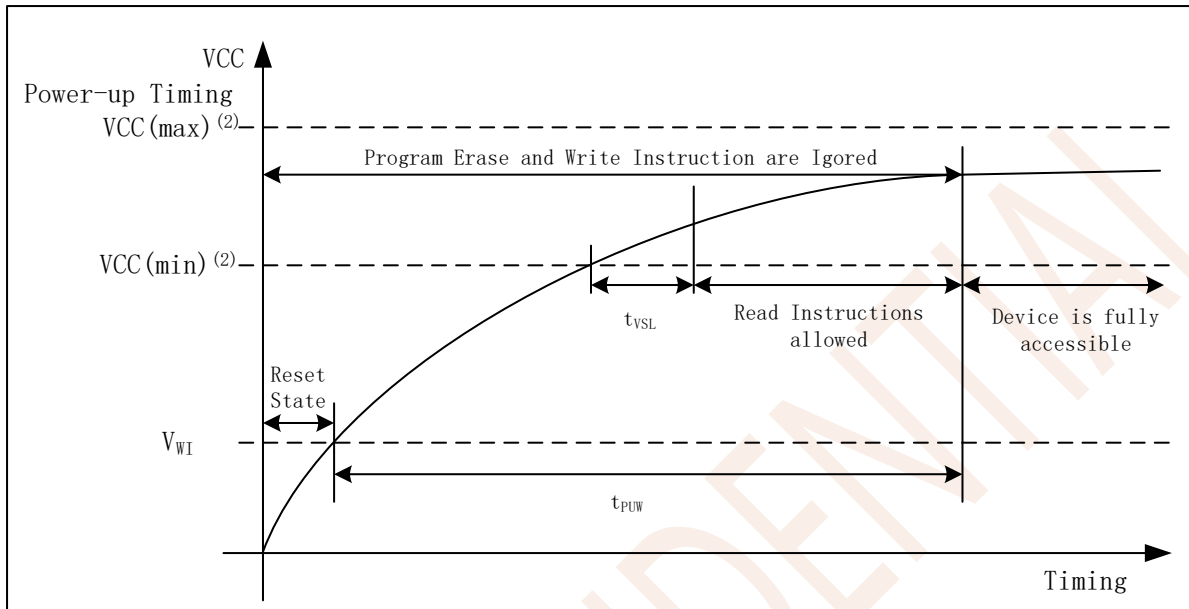 VCC
Power-up Timing
VCC(max)(2)
Program Erase and Write Instruction are Igored
VCC(min)(2)
tVSL
Read Instructions
allowed
Device is fully
accessible
Reset
State
VWI
tPUW
Timing